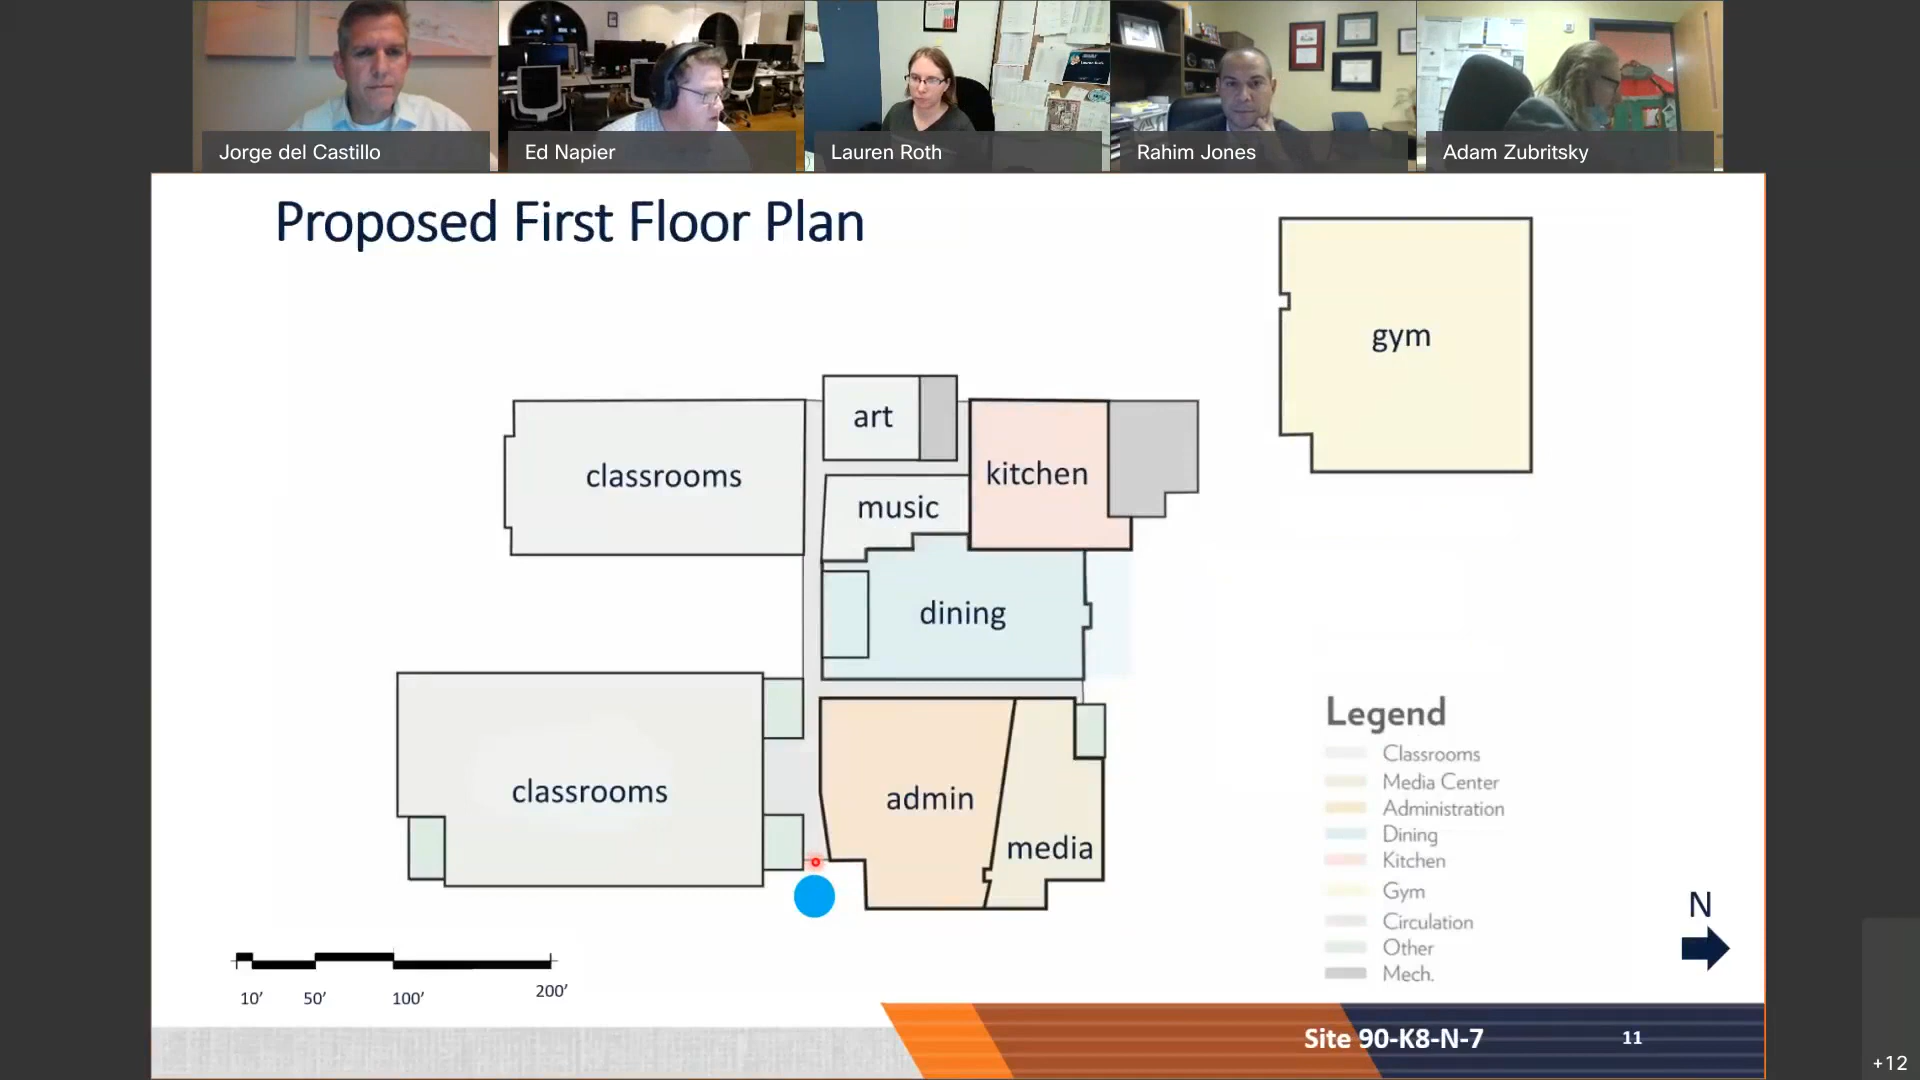 Jorge del Castillo
Ed Napier
Lauren Roth
Rahim Jones
Adam Zubritsky
Proposed First Floor Plan
gym
art
classrooms
kitchen
music
dining
classrooms
admin
media
Legend
Classrooms
Media Center
Administration
Dining
Kitchen
Gym
Circulation
Other
Mech.
N
10’
50’
100’
200’
Site 90-K8-N-7
11
+12